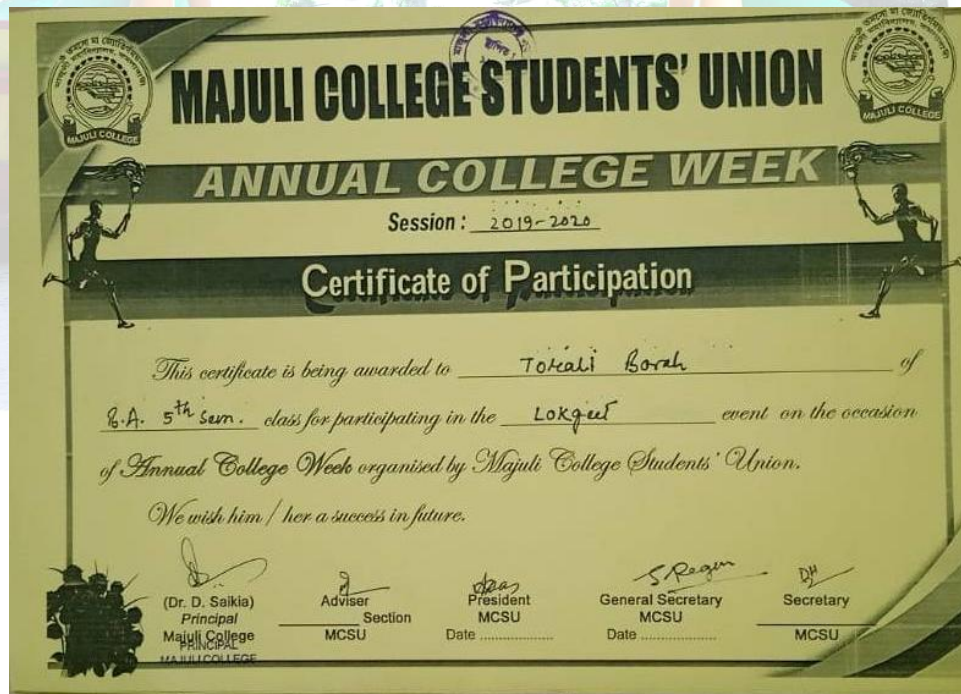 MAJULI COLLEGE
MAJULI COLLEGE
MAJULI COLLEGE STUDENTS' UNION
ANNUAL COLLEGE WEEK
Session : 2019-2020
Certificate of Participation
This certificate is being awarded to Torali Borah of
B.A. 5th Sem. class for participating in the Lokgeet event on the occasion
of Annual College Week organised by Majuli College Students' Union.
We wish him / her a success in future.
S Regon
(Dr. D. Saikia) Adviser President General Secretary Secretary
Principal Section MCSU MCSU
Majuli College MCSU Date Date MCSU
PRINCIPAL
MAJULI COLLEGE